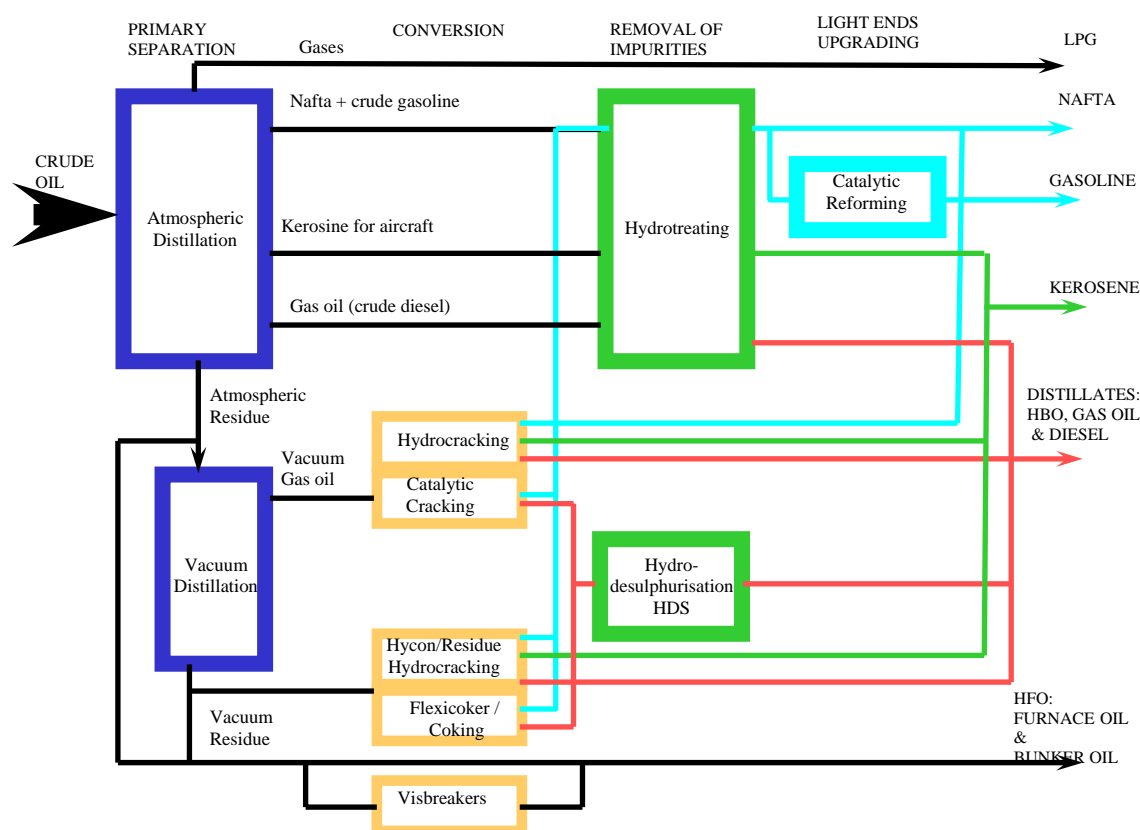 PRIMARY
SEPARATION
CONVERSION
REMOVAL OF
IMPURITIES
LIGHT ENDS
UPGRADING
Gases
LPG
Nafta + crude gasoline
NAFTA
CRUDE
OIL
Atmospheric
Distillation
Kerosine for aircraft
Hydrotreating
Catalytic
Reforming
GASOLINE
Gas oil (crude diesel)
KEROSENE
Atmospheric
Residue
DISTILLATES:
HBO, GAS OIL
& DIESEL
Hydrocracking
Vacuum
Gas oil
Catalytic
Cracking
Vacuum
Distillation
Hydro-
desulphurisation
HDS
Hycon/Residue
Hydrocracking
Flexicoker /
Coking
Vacuum
Residue
HFO:
FURNACE OIL
&
BUNKER OIL
Visbreakers